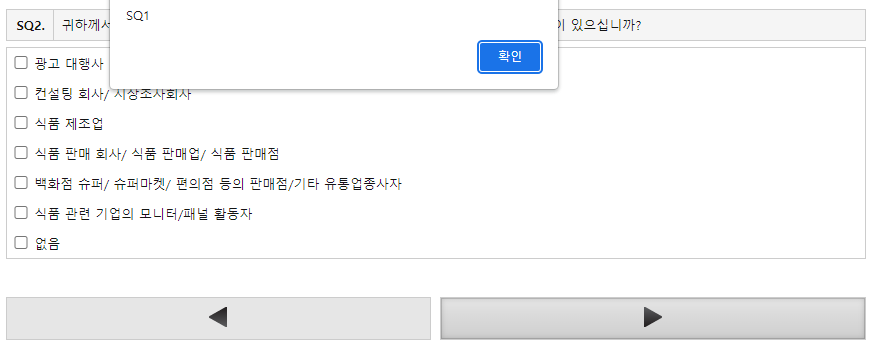 SQ1
확인
SQ2. 귀하께서
있으십니까?
광고 대행사
컨설팅 회사/ 시장조사회사
식품 제조업
식품 판매 회사/ 식품 판매업/ 식품 판매점
백화점 슈퍼/ 슈퍼마켓/ 편의점 등의 판매점/기타 유통업종사자
식품 관련 기업의 모니터/패널 활동자
없음